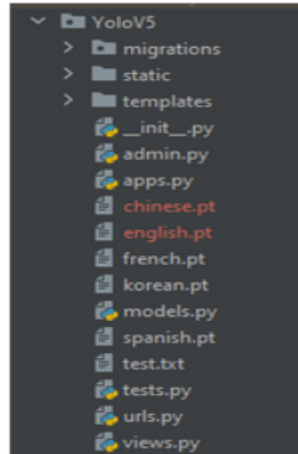 YoloV5
migrations
static
templates
__init__.py
admin.py
apps.py
chinese.pt
english.pt
french.pt
korean.pt
models.py
spanish.pt
test.txt
tests.py
urls.py
views.py